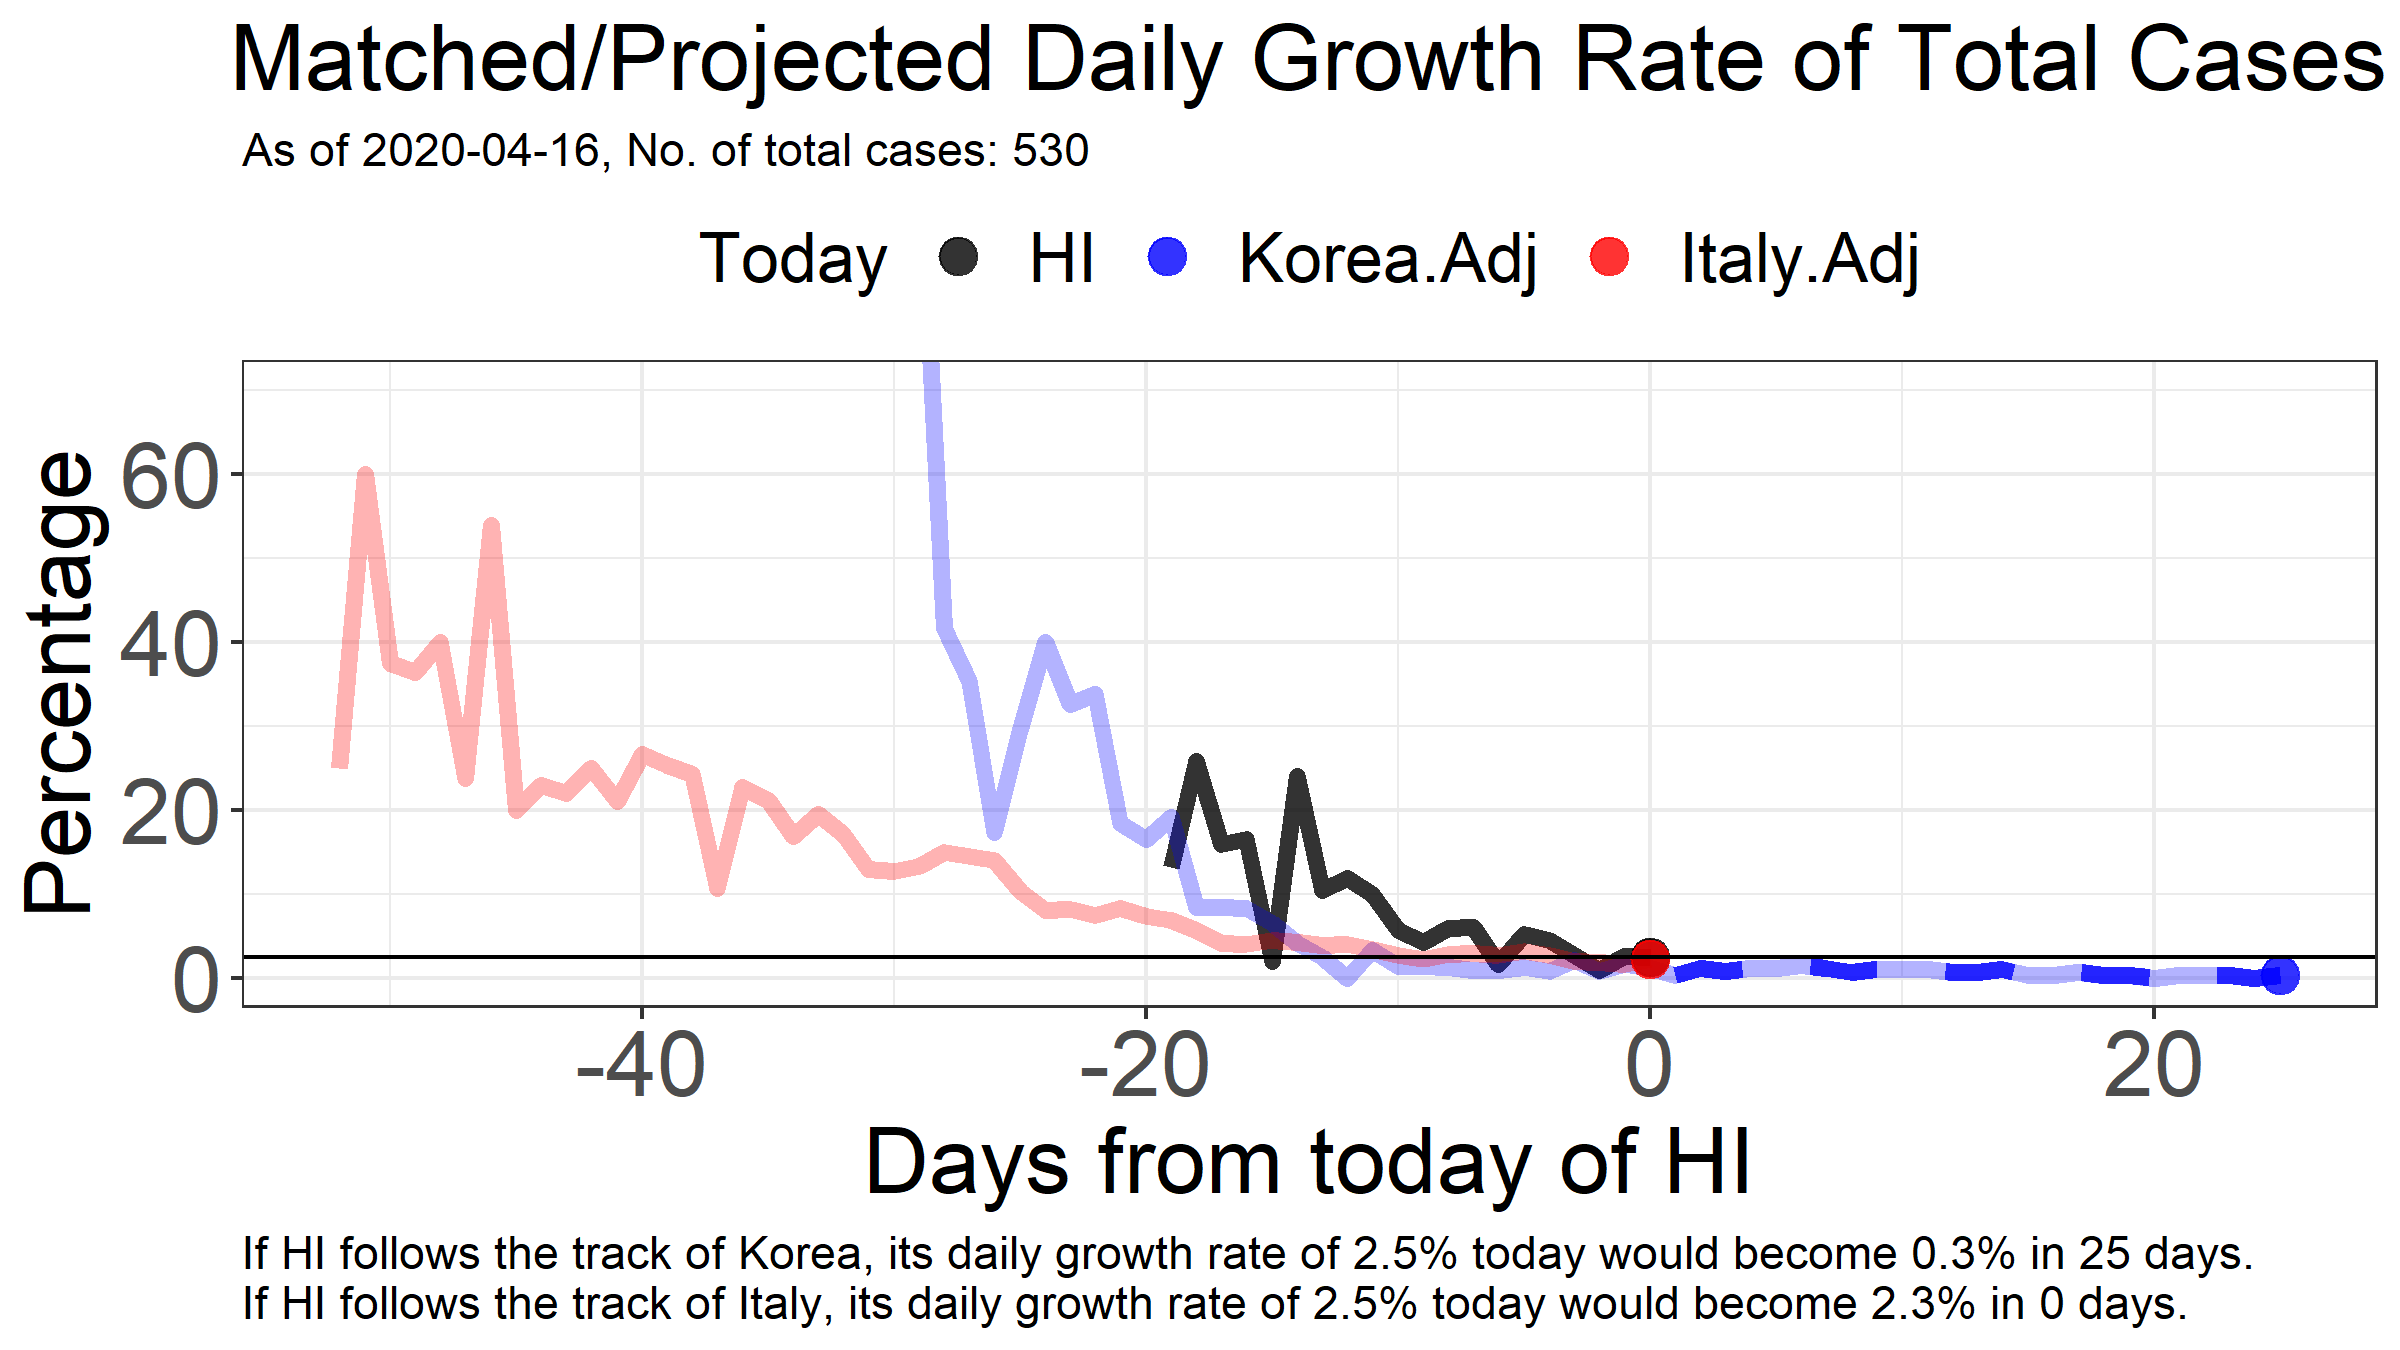 Matched/Projected Daily Growth Rate of Total Cases
As of 2020-04-16, No. of total cases: 530
Today HI Korea.Adj Italy.Adj
Percentage
60
40
20
0
-40 -20 0 20
Days from today of HI
If HI follows the track of Korea, its daily growth rate of 2.5% today would become 0.3% in 25 days.
If HI follows the track of Italy, its daily growth rate of 2.5% today would become 2.3% in 0 days.